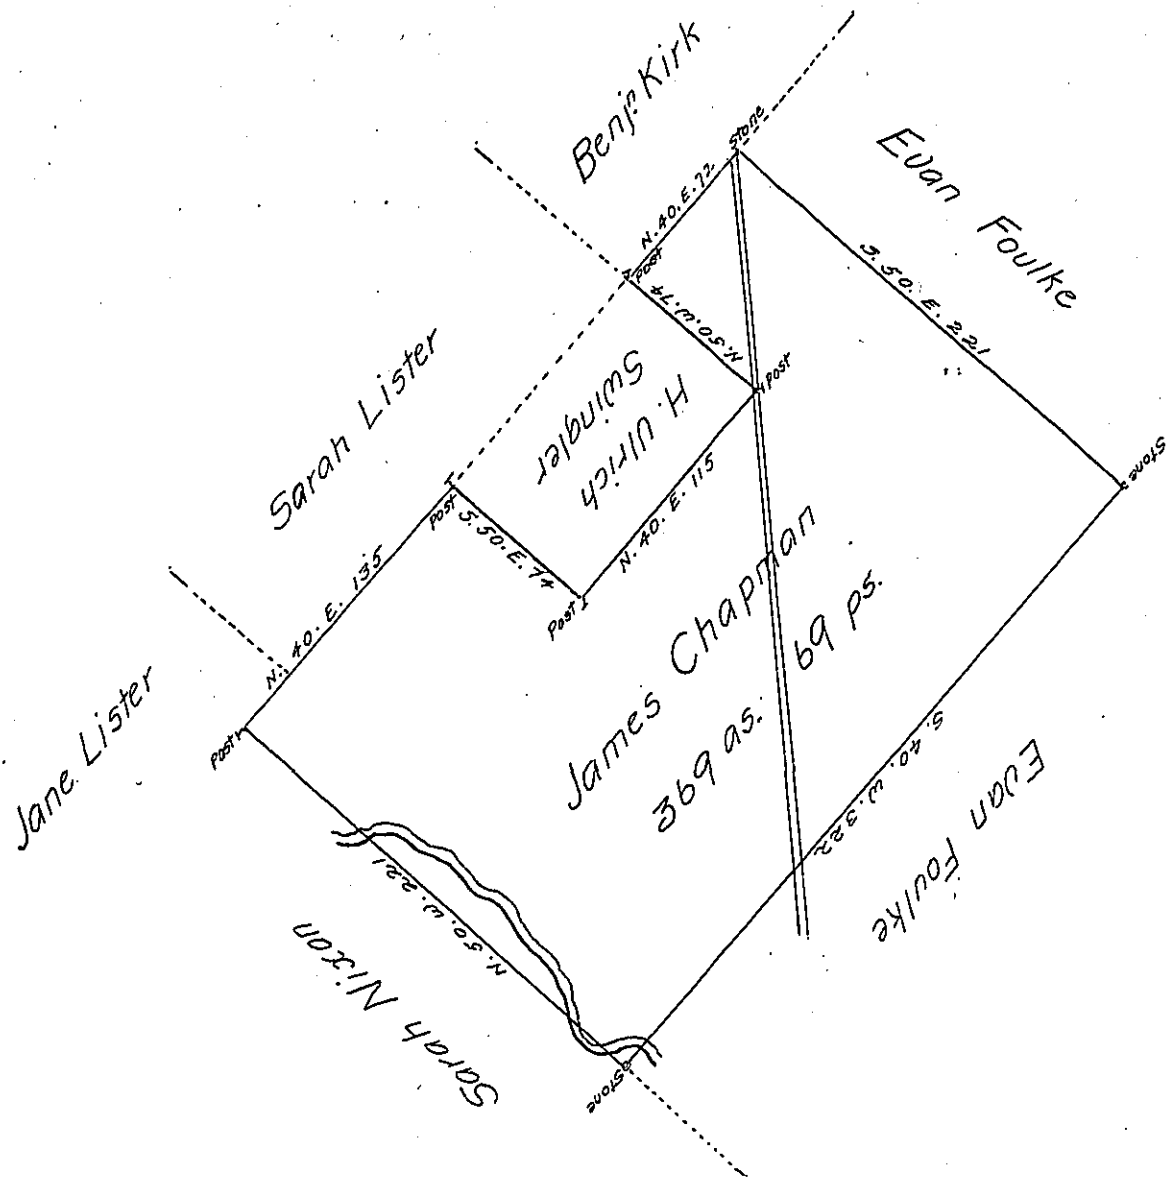 Benjn. Kirk
Stone
Evan Foulke
N. 40. E. 72
Post
S. 50. E. 221
N. 50. W. 74
Post
Sarah Lister
H. Ulrich
Swingler
N. 40. E. 115
Stone
Post
S. 50. E. 74
Post
N. 40. E. 135
James Chapman
369 as. 69 ps.
Jane Lister
Post
S. 40. W. 322
Evan Foulke
N. 50. W. 221
Sarah Nixon
Stone